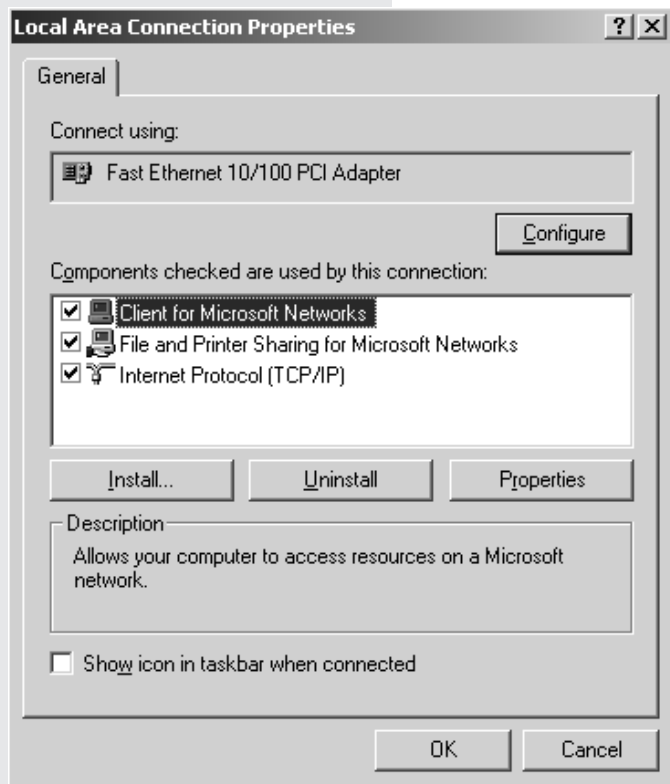 Local Area Connection Properties
General
Connect using:
Fast Ethernet 10/100 PCI Adapter
Configure
Components checked are used by this connection:
Client for Microsoft Networks
File and Printer Sharing for Microsoft Networks
Internet Protocol (TCP/IP)
Install... Uninstall Properties
Description
Allows your computer to access resources on a Microsoft
network.
Show icon in taskbar when connected
OK Cancel